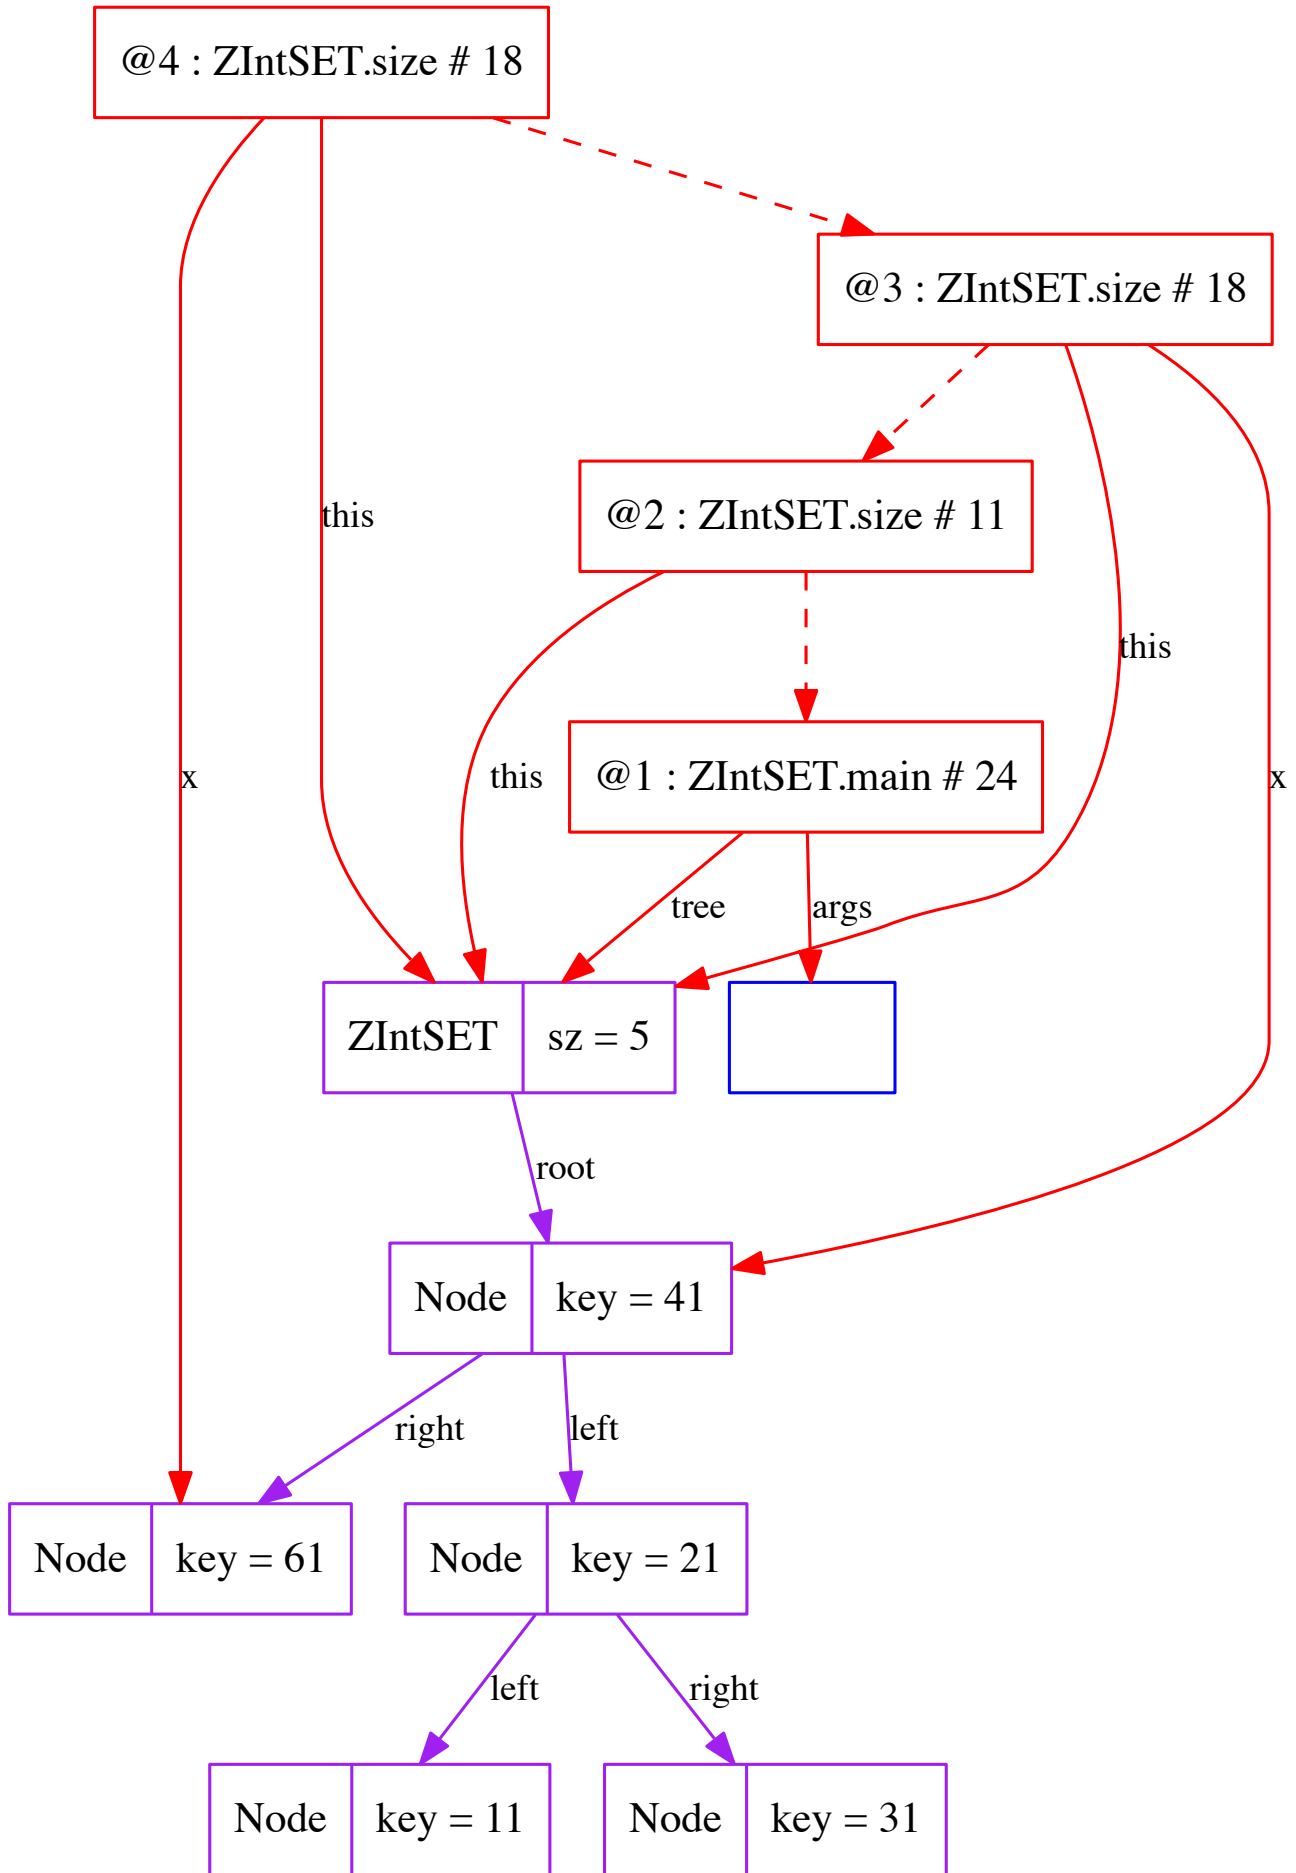 @4 : ZIntSET.size # 18
@3 : ZIntSET.size # 18
@2 : ZIntSET.size # 11
this
this
x
this
@1 : ZIntSET.main # 24
x
tree
args
ZIntSET
sz = 5
root
Node
key = 41
right
left
Node
key = 61
Node
key = 21
left
right
Node
key = 11
Node
key = 31